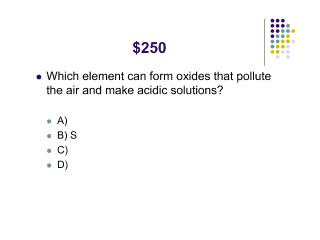 $250
Which element can form oxides that pollute
the air and make acidic solutions?
A)
B) S
C)
D)